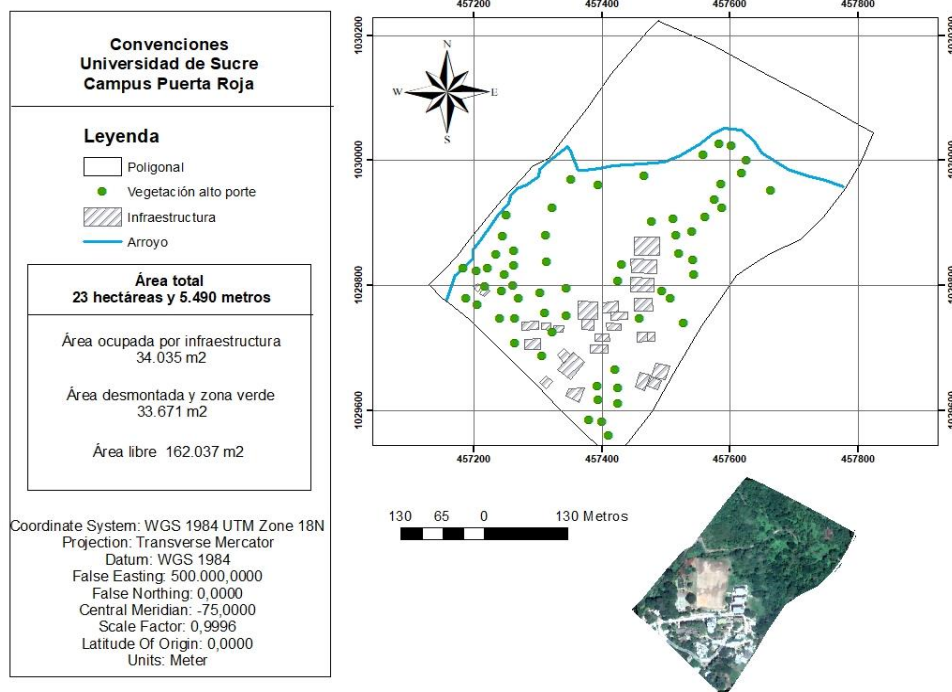 Convenciones
Universidad de Sucre
Campus Puerta Roja
Leyenda
Poligonal
Vegetación alto porte
Infraestructura
Arroyo
Área total
23 hectáreas y 5.490 metros
Área ocupada por infraestructura
34.035 m2
Área desmontada y zona verde
33.671 m2
Área libre 162.037 m2
Coordinate System: WGS 1984 UTM Zone 18N
Projection: Transverse Mercator
Datum: WGS 1984
False Easting: 500.000,0000
False Northing: 0,0000
Central Meridian: -75,0000
Scale Factor: 0,9996
Latitude Of Origin: 0,0000
Units: Meter
457200 457400 457600 457800
1030200
1030000
1029800
1029600
N
W E
S
1030200
1030000
1029800
1029600
457200 457400 457600 457800
130 65 0 130 Metros